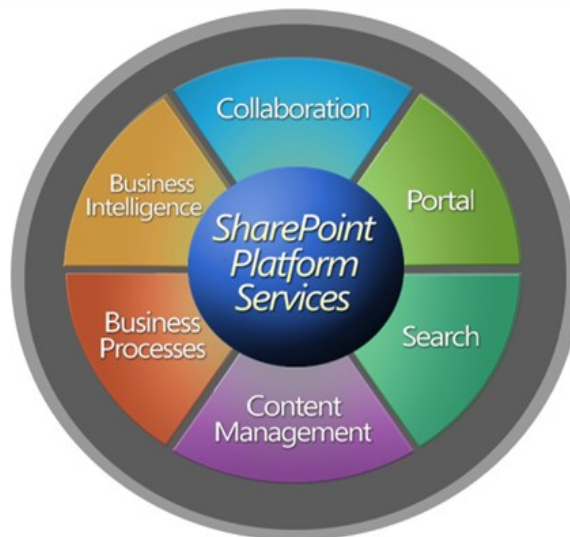 Collaboration
Portal
Search
Content
Management
Business
Processes
Business
Intelligence
SharePoint
Platform
Services